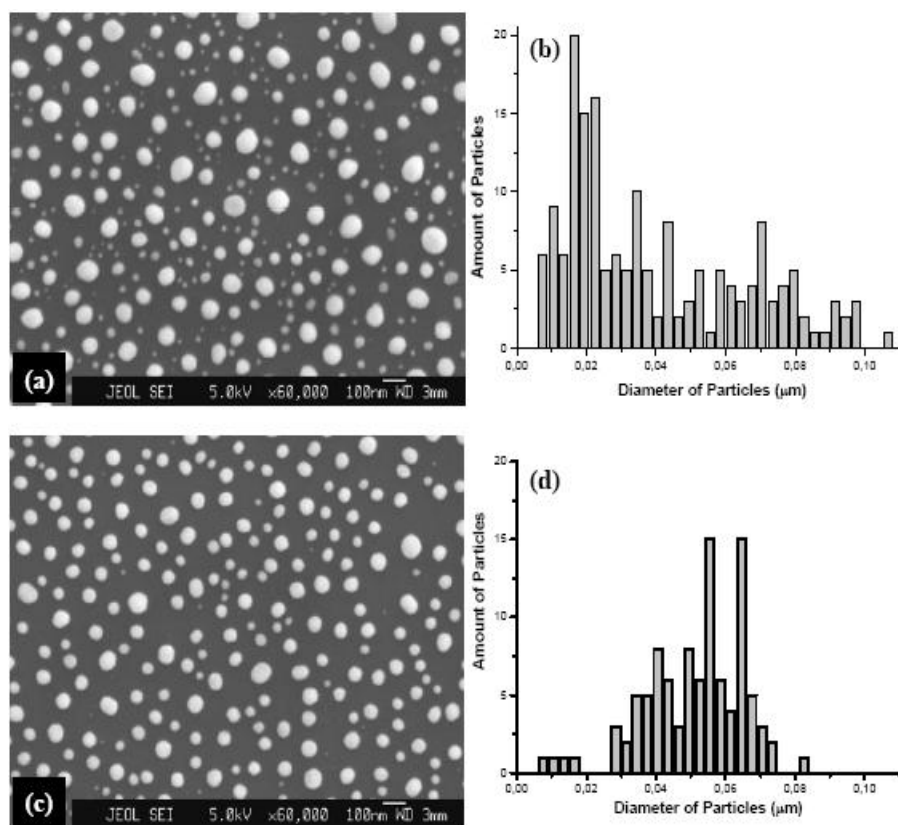 (a)
JEOL SEI 5.0kV x60,000 100nm WD 3mm
(b)
20
15
10
5
0
Amount of Particles
0,00 0,02 0,04 0,06 0,08 0,10
Diameter of Particles (µm)
(c)
JEOL SEI 5.0kV x60,000 100nm WD 3mm
(d)
20
15
10
5
0
Amount of Particles
0,00 0,02 0,04 0,06 0,08 0,10
Diameter of Particles (µm)